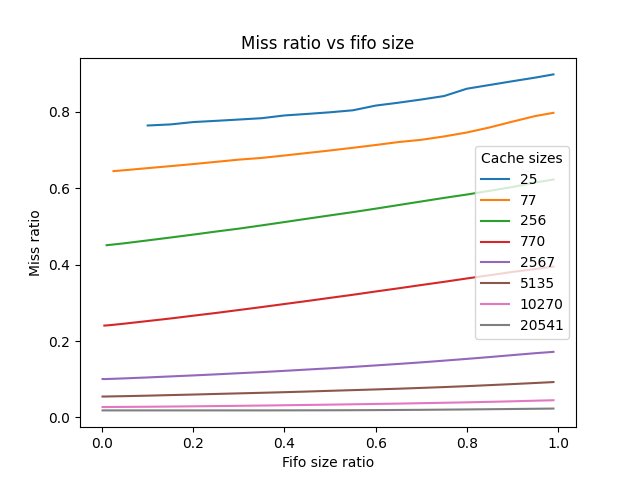 Miss ratio vs fifo size
Miss ratio
0.8
0.6
0.4
0.2
0.0
Cache sizes
25
77
256
770
2567
5135
10270
20541
0.0 0.2 0.4 0.6 0.8 1.0
Fifo size ratio